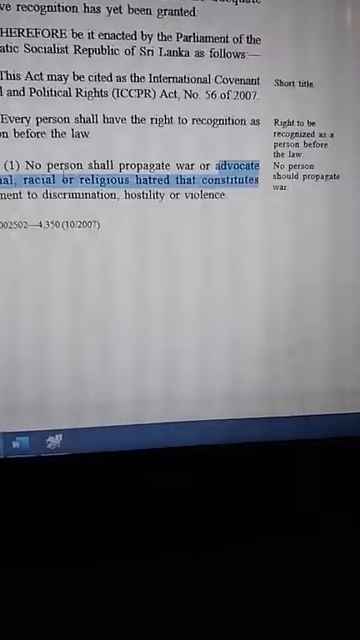 ve recognition has yet been granted:
HEREFORE be it enacted by the Parliament of the
atic Socialist Republic of Sri Lanka as follows:—
This Act may be cited as the International Covenant
l and Political Rights (ICCPR) Act, No. 56 of 2007.
Short title.
Every person shall have the right to recognition as
on before the law.
Right to be
recognized as a
person before
the law.
(1) No person shall propagate war or advocate
al, racial or religious hatred that constitutes
ment to discrimination, hostility or violence.
No person
should propagate
war.
002502—4,350 (10/2007)